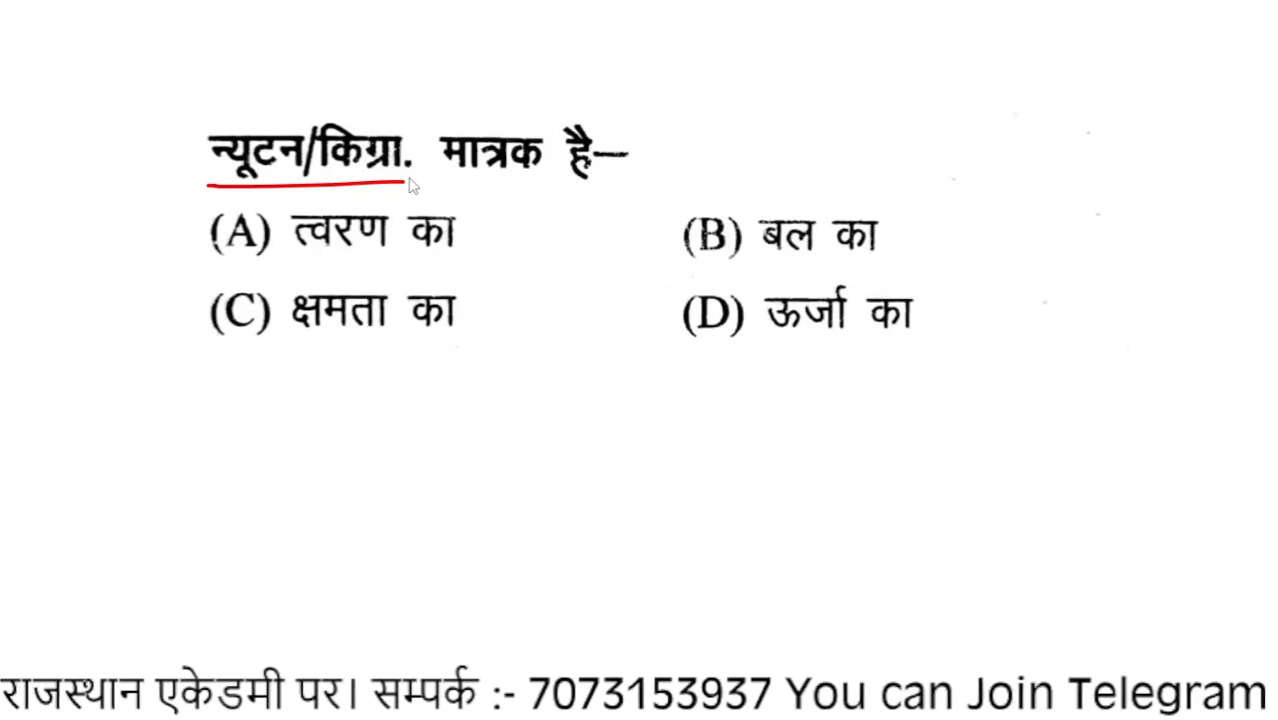 न्यूटन/किग्रा. मात्रक है—
(A) त्वरण का (B) बल का
(C) क्षमता का (D) ऊर्जा का
राजस्थान एकेडमी पर। सम्पर्क :- 7073153937 You can Join Telegram